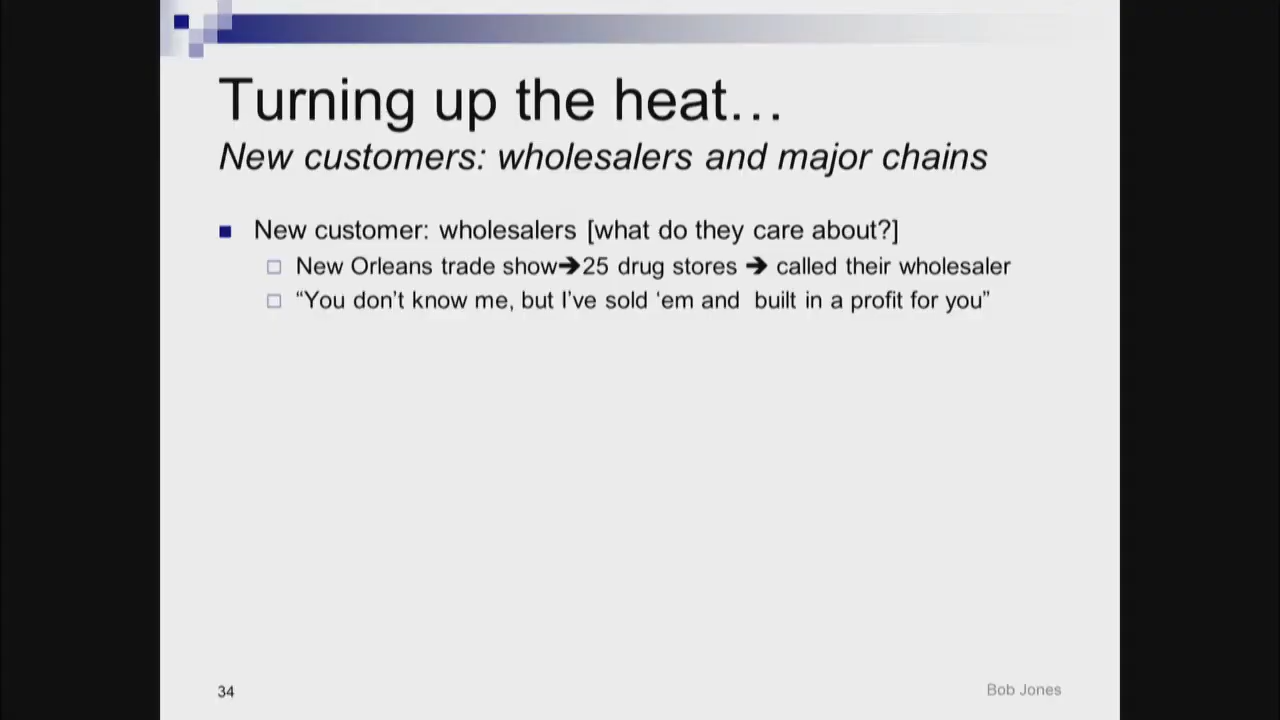 Turning up the heat…
New customers: wholesalers and major chains
New customer: wholesalers [what do they care about?]
New Orleans trade show➔25 drug stores ➔ called their wholesaler
“You don’t know me, but I’ve sold ‘em and  built in a profit for you”
34
Bob Jones